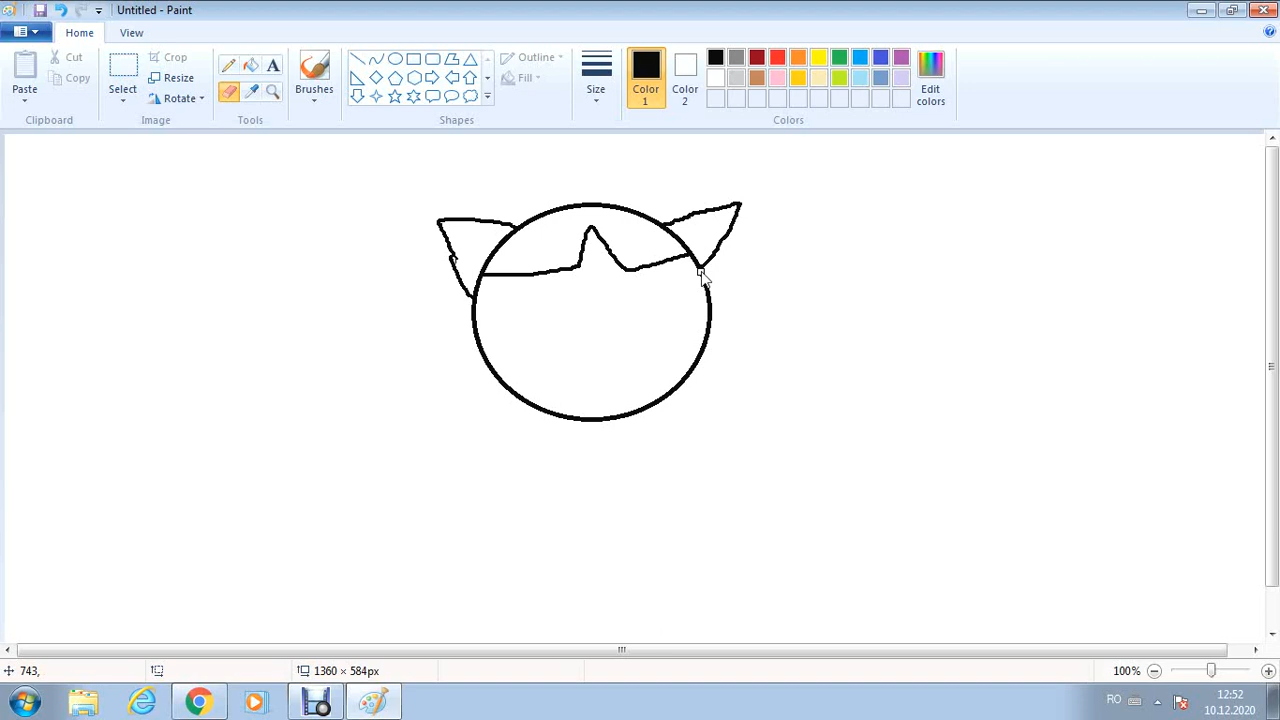 Untitled - Paint
Home
View
Paste
Cut
Copy
Clipboard
Select
Crop
Resize
Rotate
Image
A
Tools
Brushes
Outline
Fill
Shapes
Size
Color 1
Color 2
Edit colors
Colors
743,
1360 × 584px
100%
RO
12:52
10.12.2020